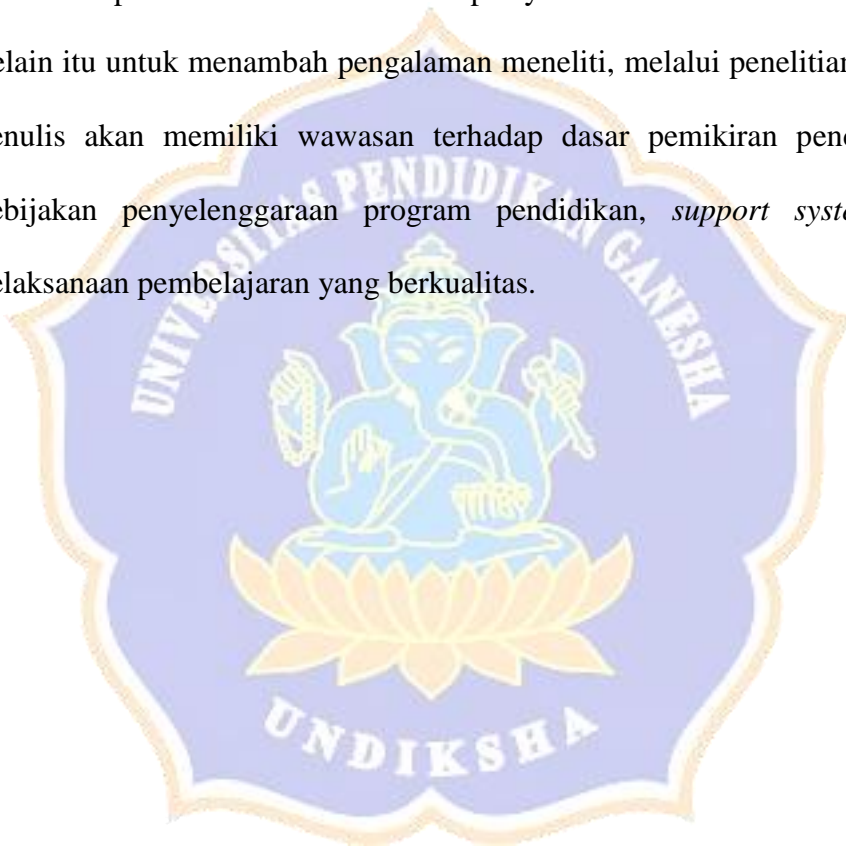 elain itu untuk menambah pengalaman meneliti, melalui penelitian
enulis akan memiliki wawasan terhadap dasar pemikiran pen
ebijakan penyelenggaraan program pendidikan, support syst
elaksanaan pembelajaran yang berkualitas.
UNIVERSITAS PENDIDIKAN GANESHA
UNDIKSHA